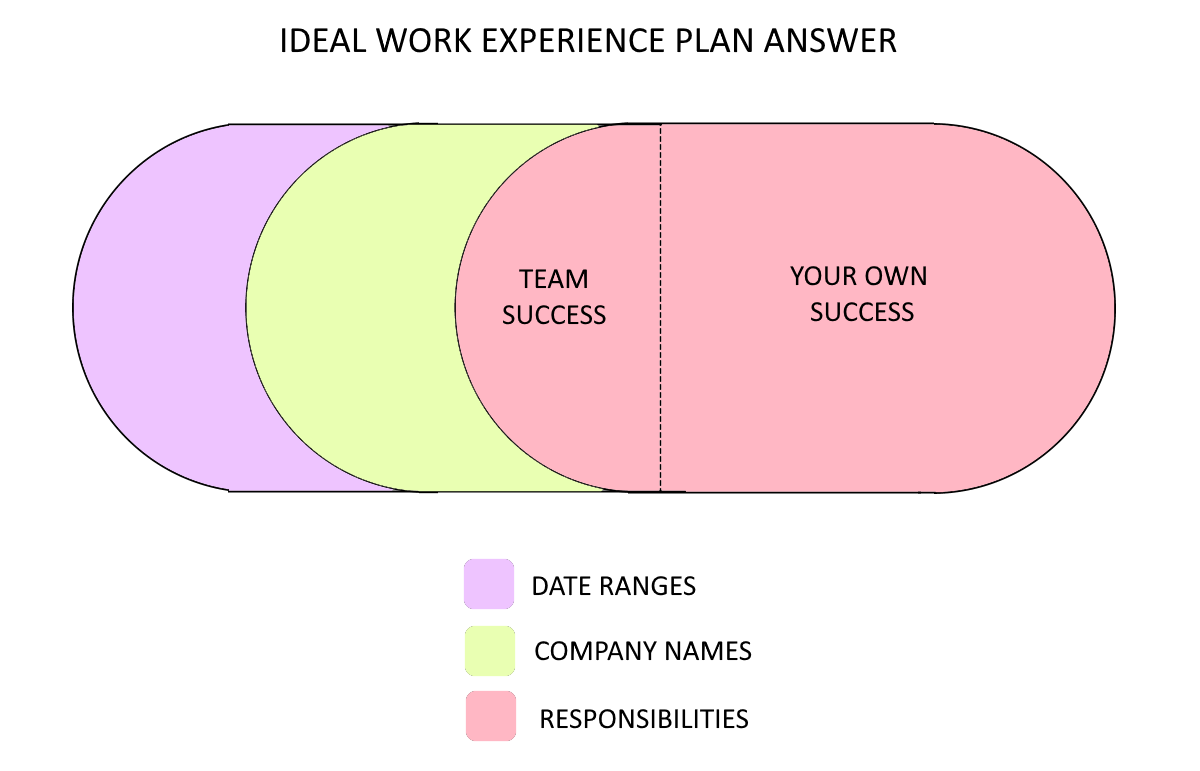 IDEAL WORK EXPERIENCE PLAN ANSWER
TEAM
SUCCESS
YOUR OWN
SUCCESS
DATE RANGES
COMPANY NAMES
RESPONSIBILITIES